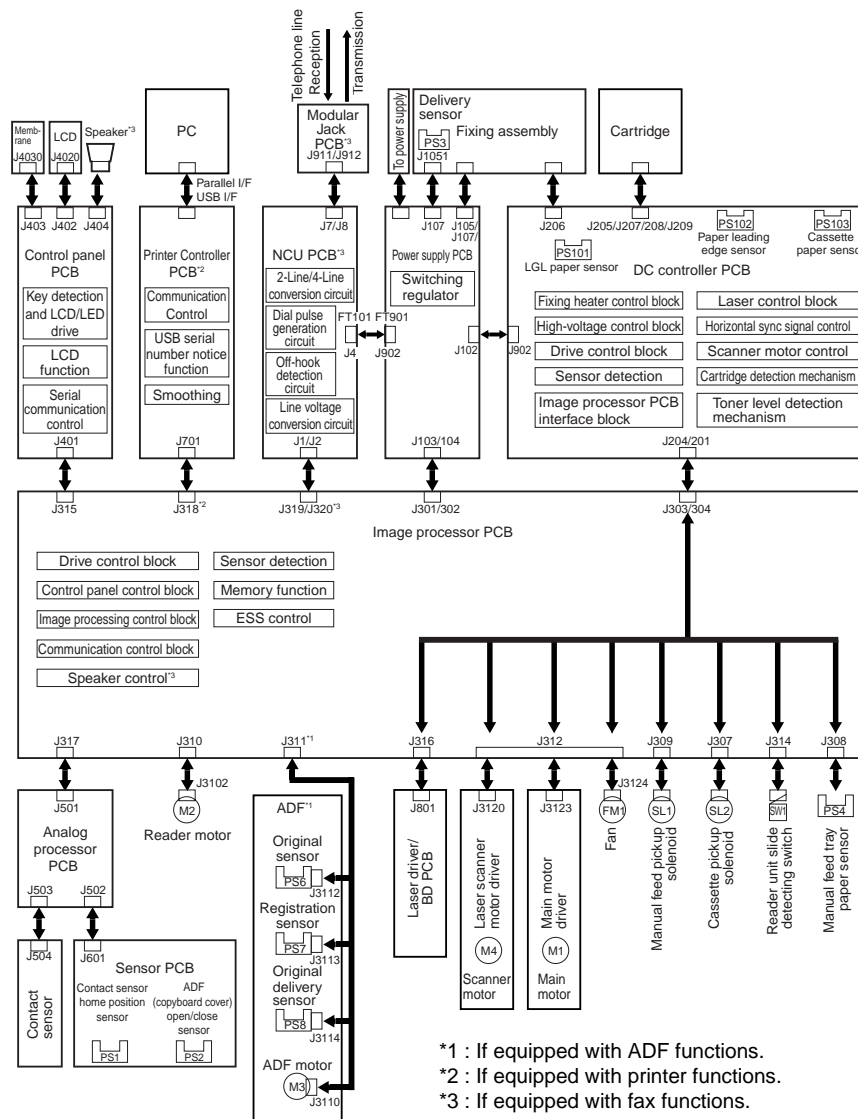 Telephone line
Reception
Transmission
Mem-
brane
J4030
LCD
J4020
Speaker*3
PC
Modular
Jack
PCB*3
J911/J912
To power supply
Delivery
sensor
PS3
J1051
Fixing assembly
Cartridge
Parallel I/F
USB I/F
J403
J402
J404
Control panel
PCB
Key detection
and LCD/LED
drive
LCD
function
Serial
communication
control
J401
Printer Controller
PCB*2
Communication
Control
USB serial
number notice
function
Smoothing
J701
J7/J8
NCU PCB*3
2-Line/4-Line
conversion circuit
Dial pulse
generation
circuit
Off-hook
detection
circuit
Line voltage
conversion circuit
J1/J2
FT101
J4
FT901
J902
J107
J105/
J107/
Power supply PCB
Switching
regulator
J102
J103/104
J902
J206
J205/J207/208/J209
PS101
LGL paper sensor
PS102
Paper leading
edge sensor
PS103
Cassette
paper senso
DC controller PCB
Fixing heater control block
High-voltage control block
Drive control block
Sensor detection
Image processor PCB
interface block
Laser control block
Horizontal sync signal control
Scanner motor control
Cartridge detection mechanism
Toner level detection
mechanism
J204/201
J315
J318*2
J319/J320*3
J301/302
J303/304
Image processor PCB
Drive control block
Control panel control block
Image processing control block
Communication control block
Speaker control*3
Sensor detection
Memory function
ESS control
J317
J310
J311*1
J316
J312
J309
J307
J314
J308
J501
Analog
processor
PCB
J503
J502
J3102
M2
Reader motor
J504
Contact
sensor
J601
Sensor PCB
Contact sensor
home position
sensor
PS1
ADF
(copyboard cover)
open/close
sensor
PS2
ADF*1
Original
sensor
PS6
J3112
Registration
sensor
PS7
J3113
Original
delivery
sensor
PS8
J3114
ADF motor
M3
J3110
J801
Laser driver/
BD PCB
J3120
Laser scanner
motor driver
M4
Scanner
motor
J3123
Main motor
driver
M1
Main
motor
J3124
FM1
Fan
SL1
Manual feed pickup
solenoid
SL2
Cassette pickup
solenoid
SW1
Reader unit slide
detecting switch
PS4
Manual feed tray
paper sensor
*1 : If equipped with ADF functions.
*2 : If equipped with printer functions.
*3 : If equipped with fax functions.